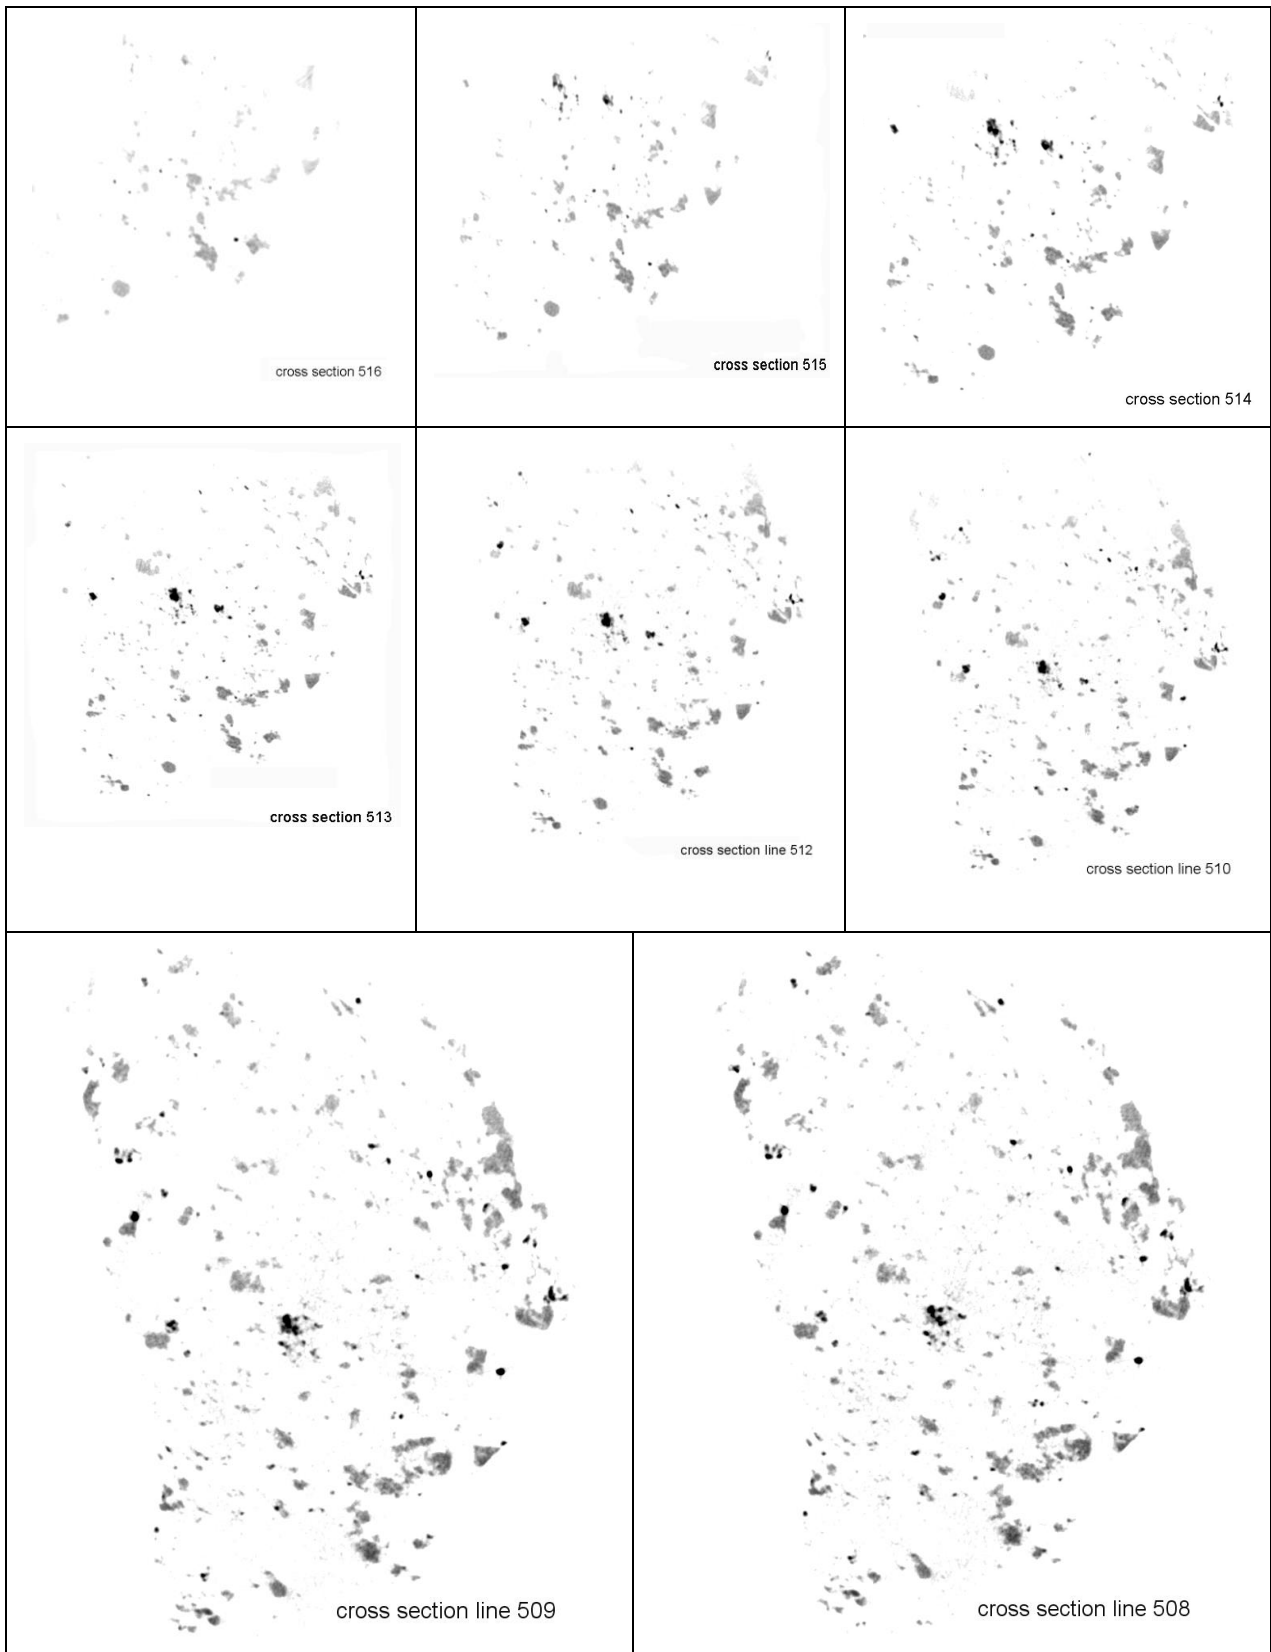 cross section 516
cross section 515
cross section 514
cross section 513
cross section line 512
cross section line 510
cross section line 509
cross section line 508